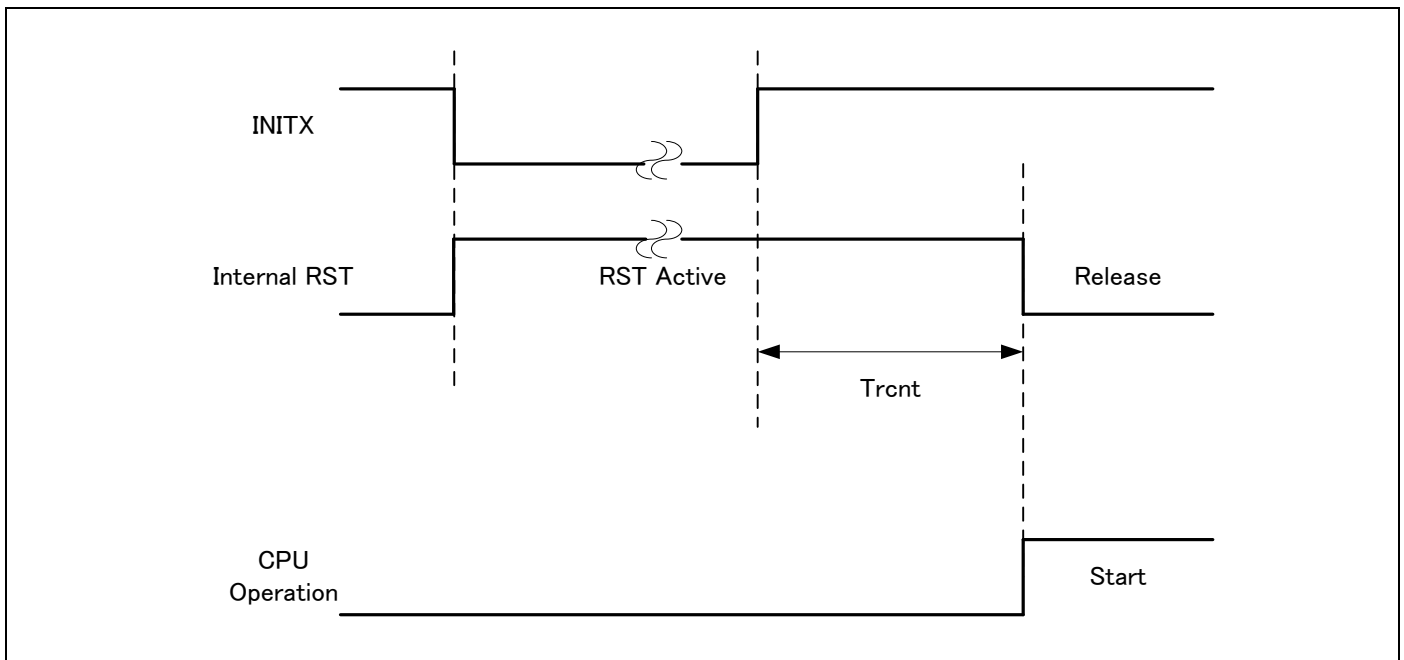 INITX
Internal RST
RST Active
Release
Trcnt
CPU
Operation
Start